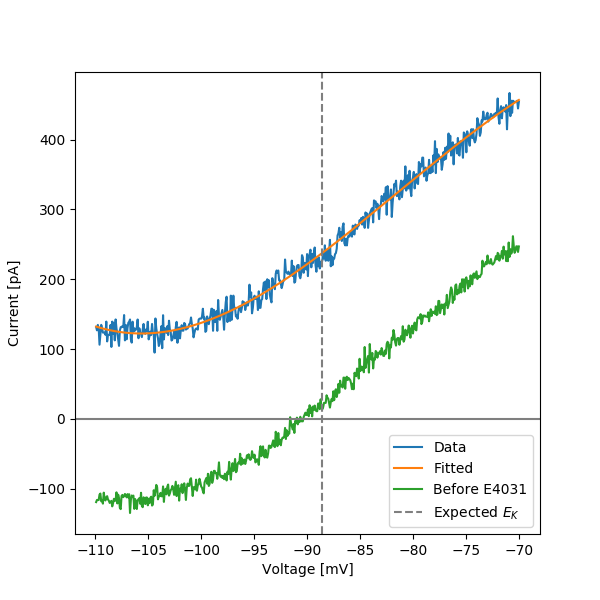 400
300
200
100
0
−100
−110
−105
−100
−95
−90
−85
−80
−75
−70
Current [pA]
Voltage [mV]
Data
Fitted
Before E4031
Expected E_K